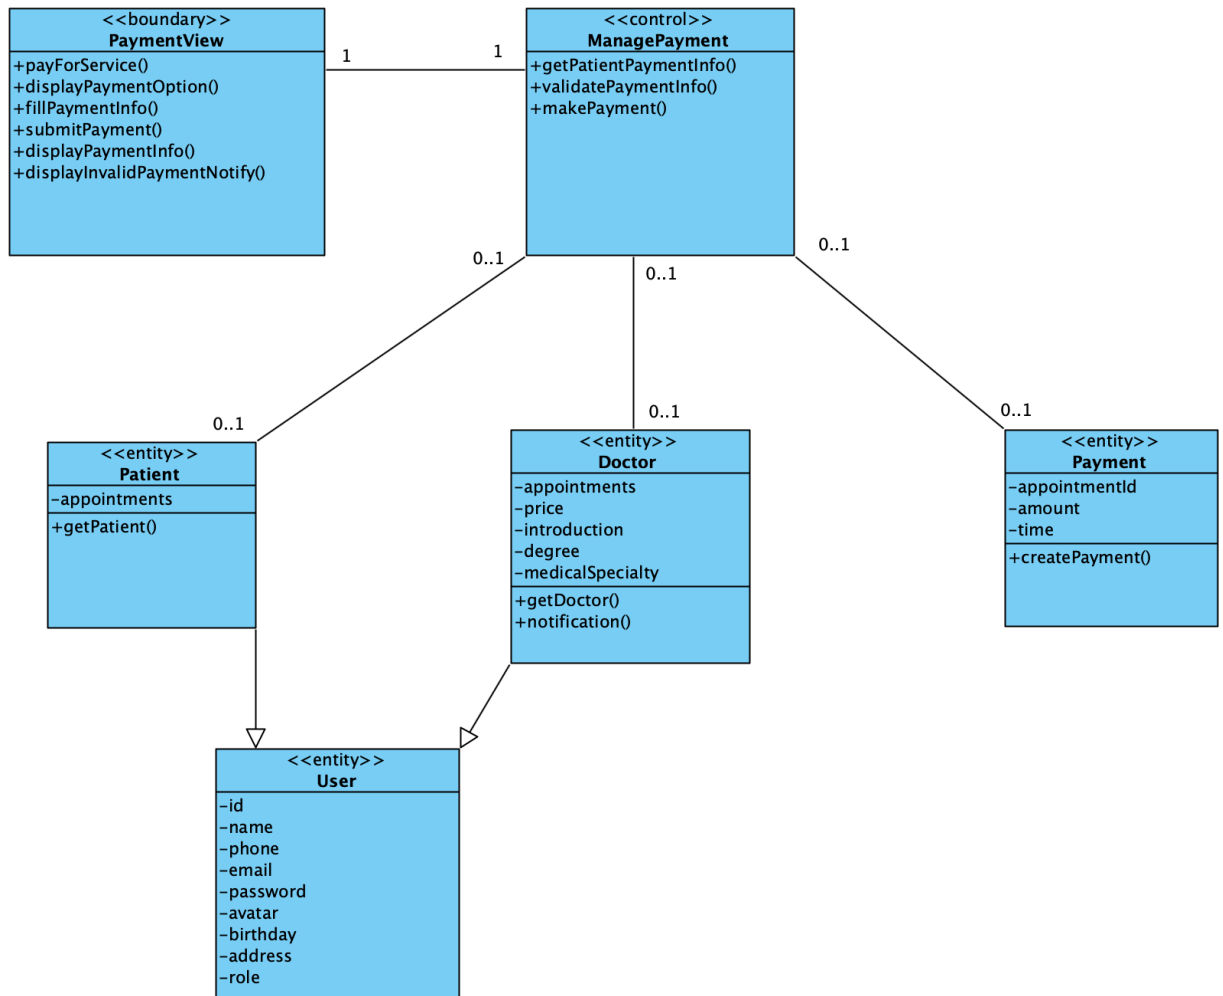 <<boundary>>
PaymentView
+payForService()
+displayPaymentOption()
+fillPaymentInfo()
+submitPayment()
+displayPaymentInfo()
+displayInvalidPaymentNotify()
1
1
<<control>>
ManagePayment
+getPatientPaymentInfo()
+validatePaymentInfo()
+makePayment()
0..1
0..1
0..1
0..1
0..1
0..1
<<entity>>
Patient
-appointments
+getPatient()
<<entity>>
Doctor
-appointments
-price
-introduction
-degree
-medicalSpecialty
+getDoctor()
+notification()
<<entity>>
Payment
-appointmentId
-amount
-time
+createPayment()
<<entity>>
User
-id
-name
-phone
-email
-password
-avatar
-birthday
-address
-role